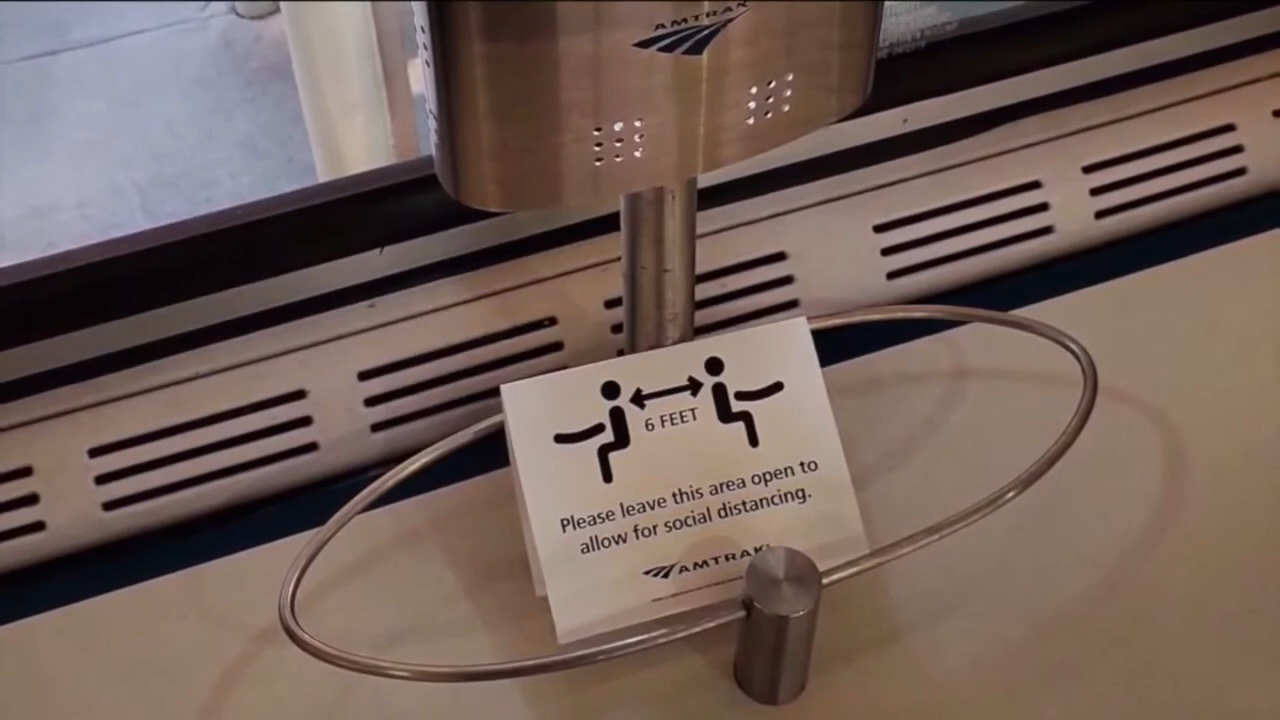 AMTRAK
6 FEET
Please leave this area open to
allow for social distancing.
AMTRAK